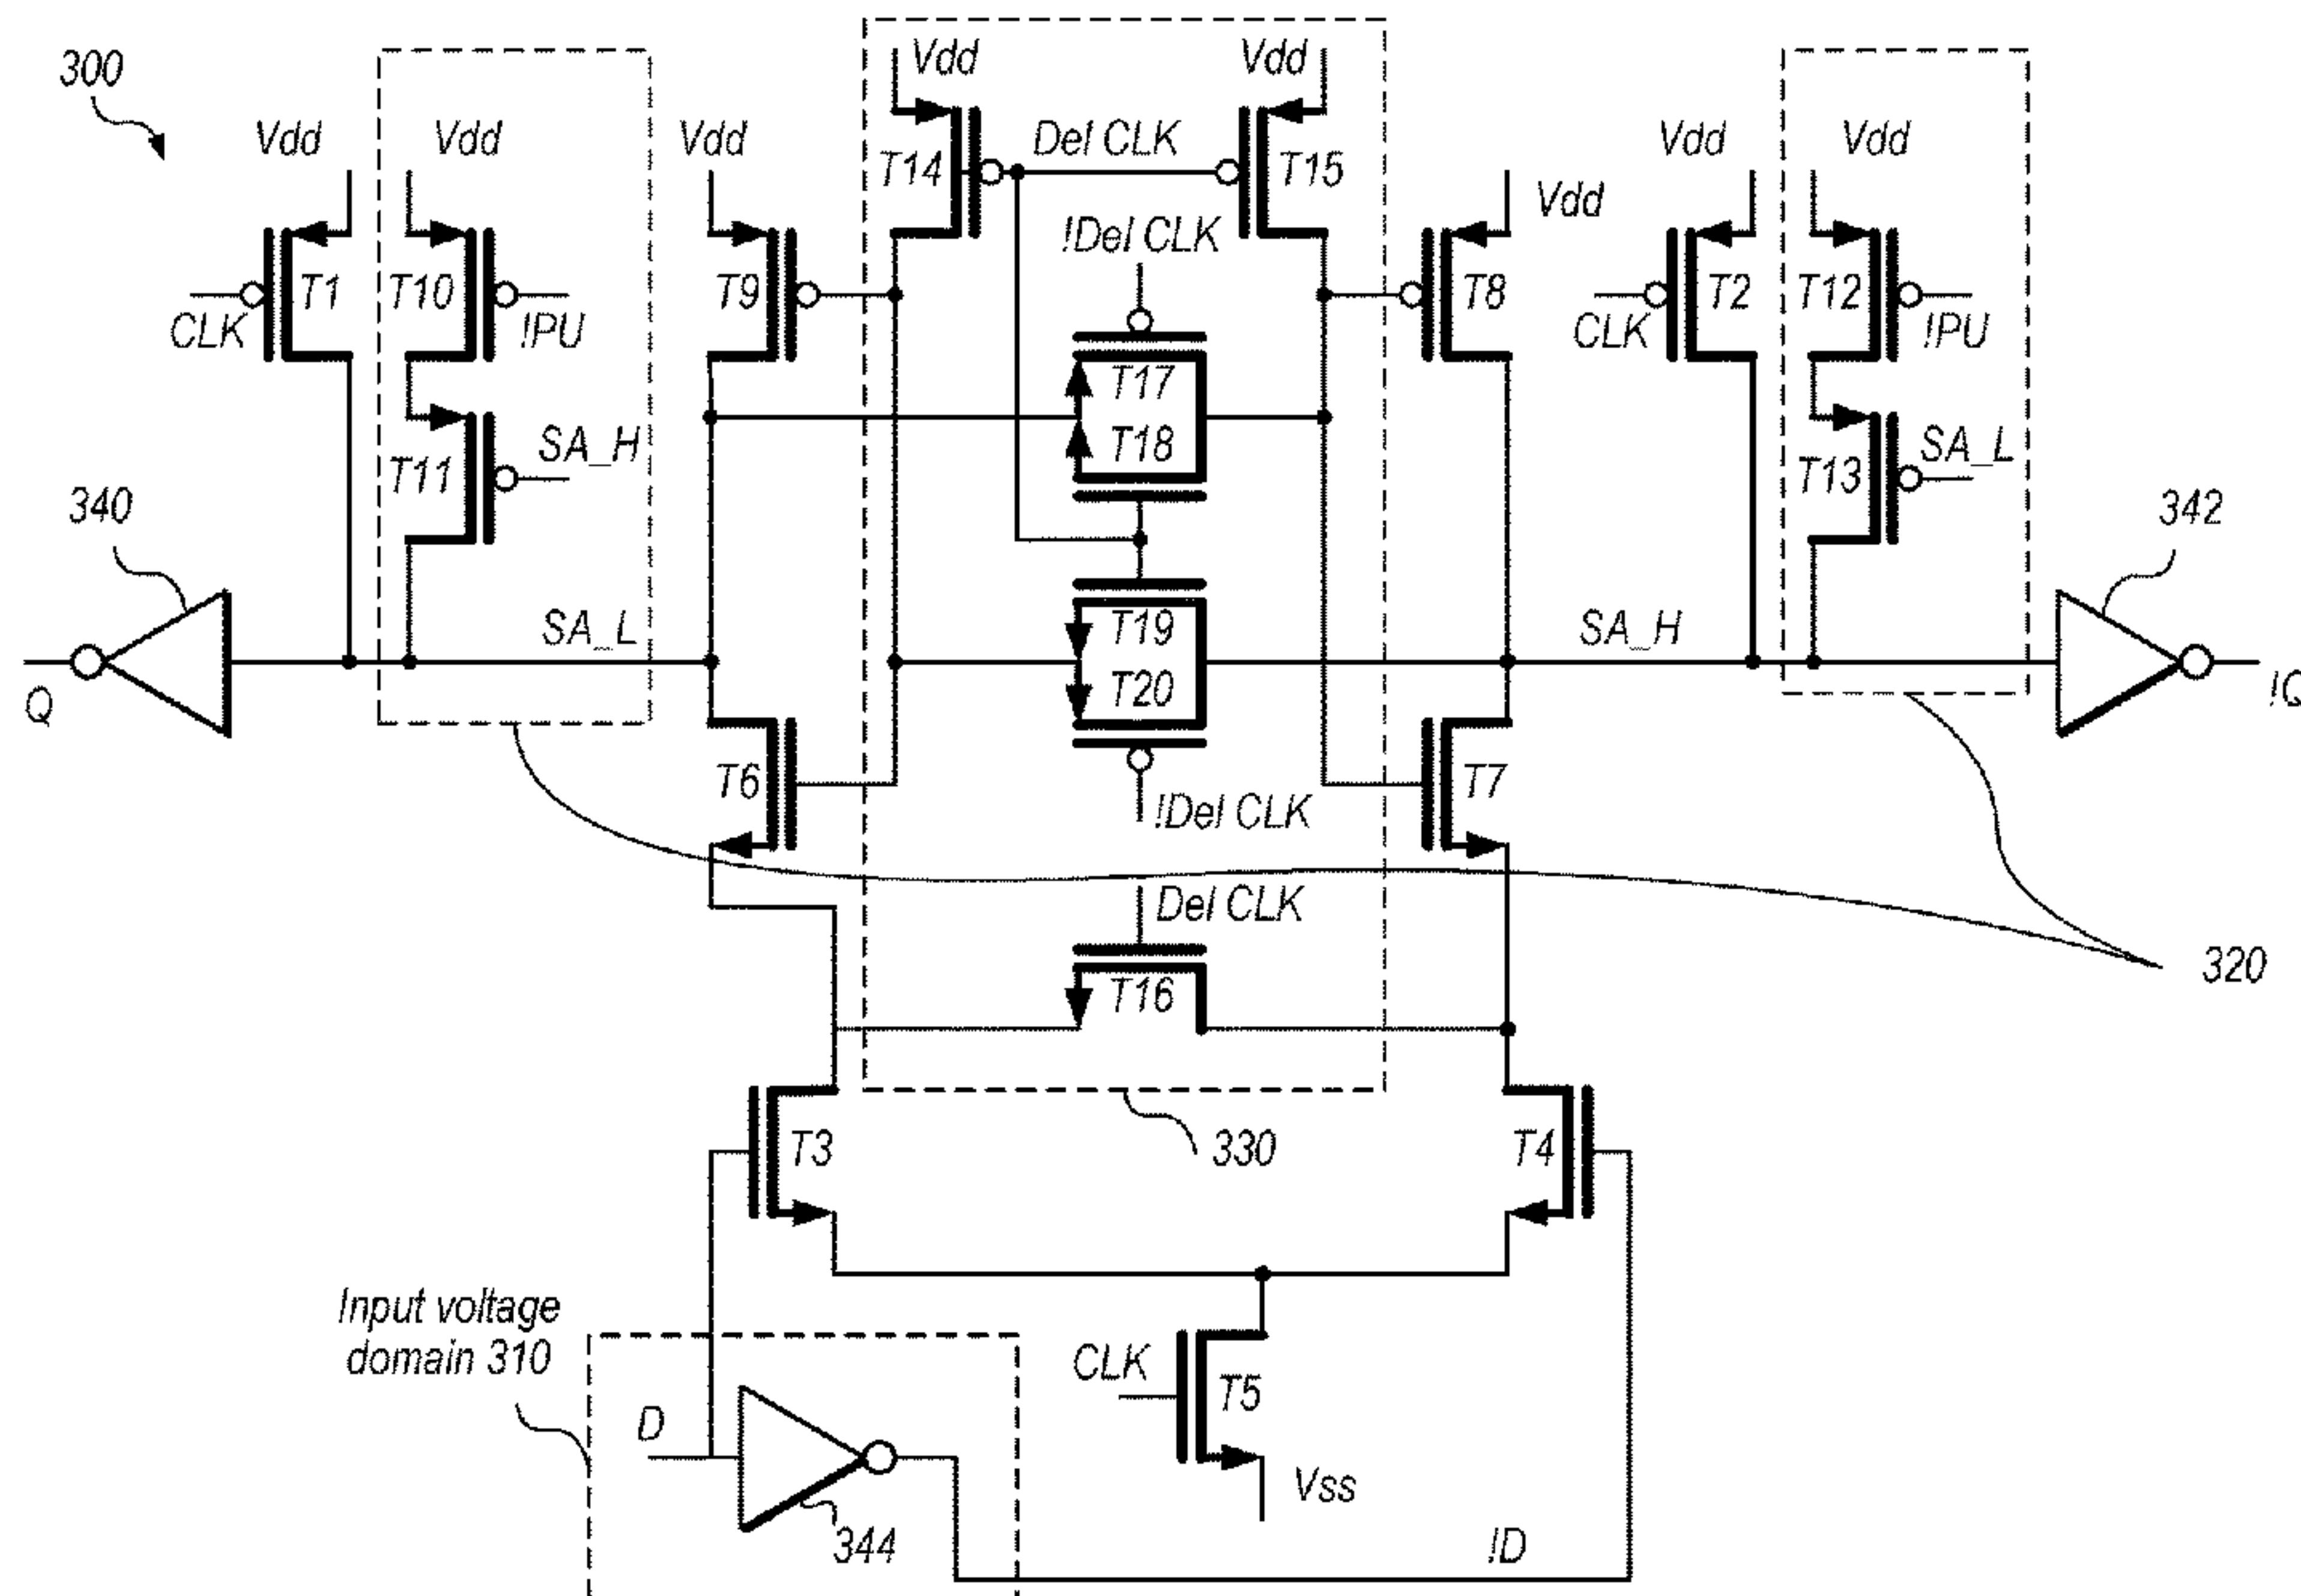 300
Vdd
Vdd
Vdd
Vdd
Vdd
Vdd
Vdd
Vdd
T14
Del CLK
T15
!Del CLK
T1
T10
T9
T8
T2
T12
CLK
!PU
CLK
!PU
T17
T18
T11
SA_H
T13
SA_L
340
342
SA_L
T19
SA_H
T20
Q
!Q
T6
T7
!Del CLK
Del CLK
T16
320
T3
330
T4
Input voltage
domain 310
D
CLK
T5
Vss
344
!D